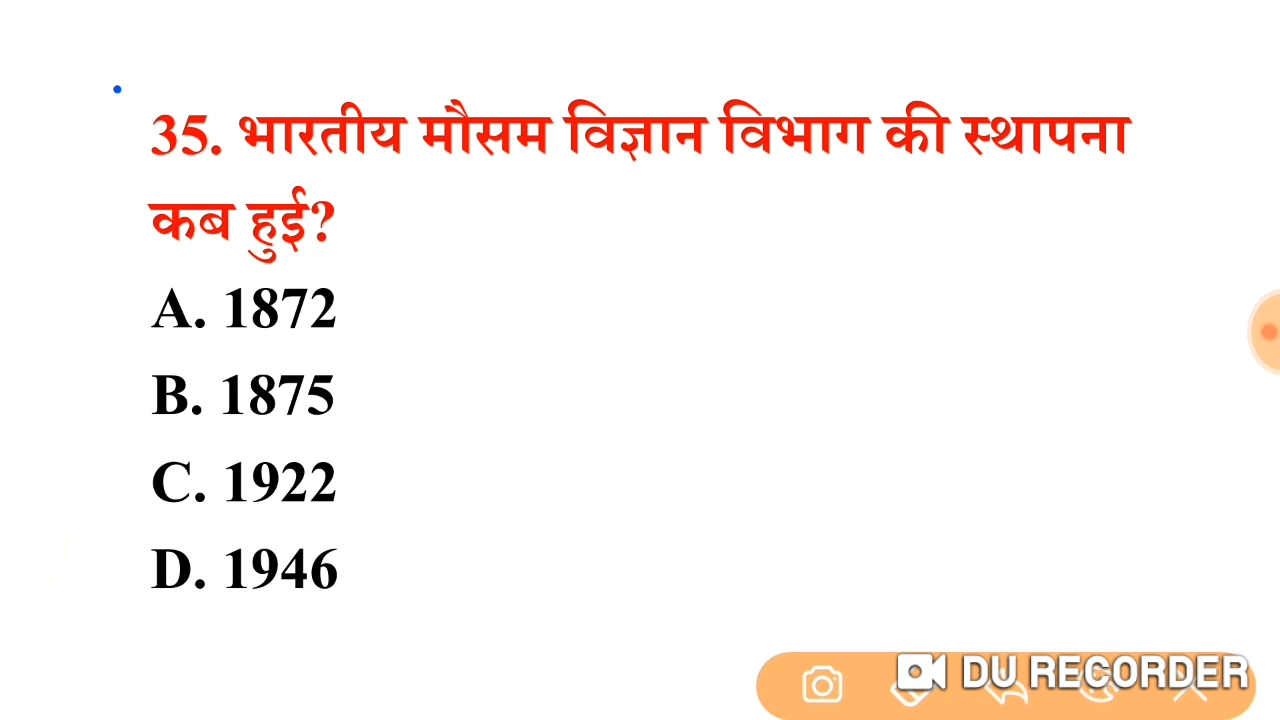 35. भारतीय मौसम विज्ञान विभाग की स्थापना
कब हुई?
A. 1872
B. 1875
C. 1922
D. 1946
DU RECORDER